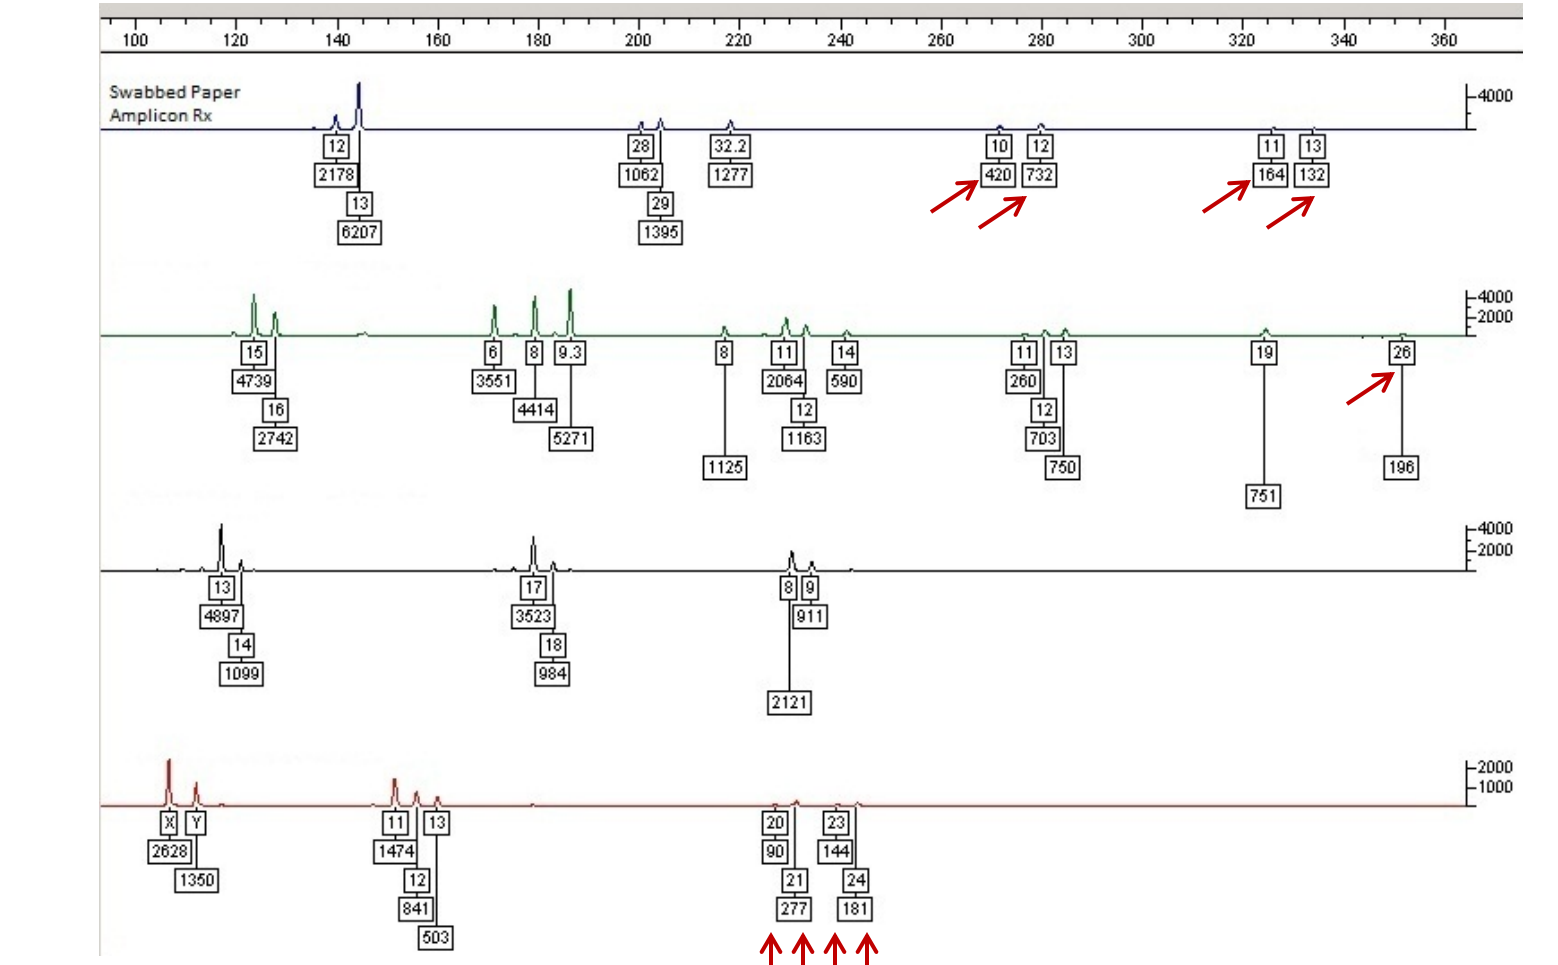 100 120 140 160 180 200 220 240 260 280 300 320 340 360
Swabbed Paper
Amplicon Rx
4000
12 28 32.2 10 12 11 13
2178 1062 1277 420 732 164 132
13 29
6207 1395
4000
2000
15 6 8 9.3 8 11 14 11 13 19 26
4739 3551 2064 590 260
16 4414 12 12
2742 5271 1163 703
1125 750 196
751
4000
2000
13 17 8 9
4897 3523 911
14 18
1099 984
2121
2000
1000
X Y 11 13 20 23
2628 1474 90 144
1350 12 21 24
841 277 181
503